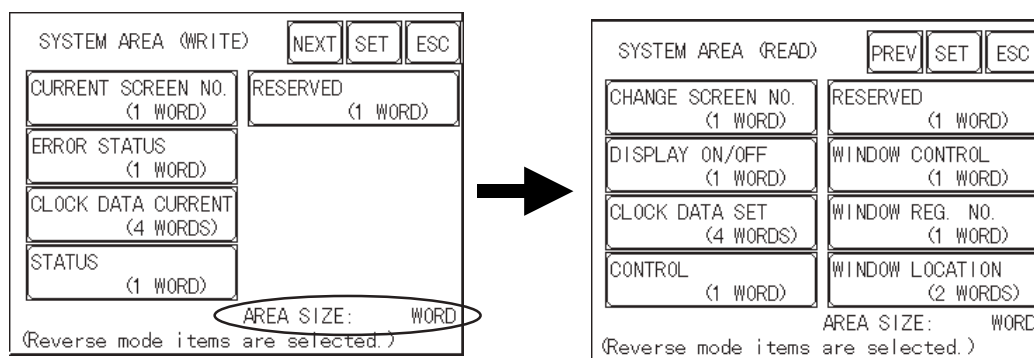 SYSTEM AREA (WRITE) NEXT SET ESC
CURRENT SCREEN NO.
(1 WORD)
RESERVED
(1 WORD)
ERROR STATUS
(1 WORD)
CLOCK DATA CURRENT
(4 WORDS)
STATUS
(1 WORD)
AREA SIZE: WORD
(Reverse mode items are selected.)
SYSTEM AREA (READ) PREV SET ESC
CHANGE SCREEN NO.
(1 WORD)
RESERVED
(1 WORD)
DISPLAY ON/OFF
(1 WORD)
WINDOW CONTROL
(1 WORD)
CLOCK DATA SET
(4 WORDS)
WINDOW REG. NO.
(1 WORD)
CONTROL
(1 WORD)
WINDOW LOCATION
(2 WORDS)
AREA SIZE: WORD
(Reverse mode items are selected.)